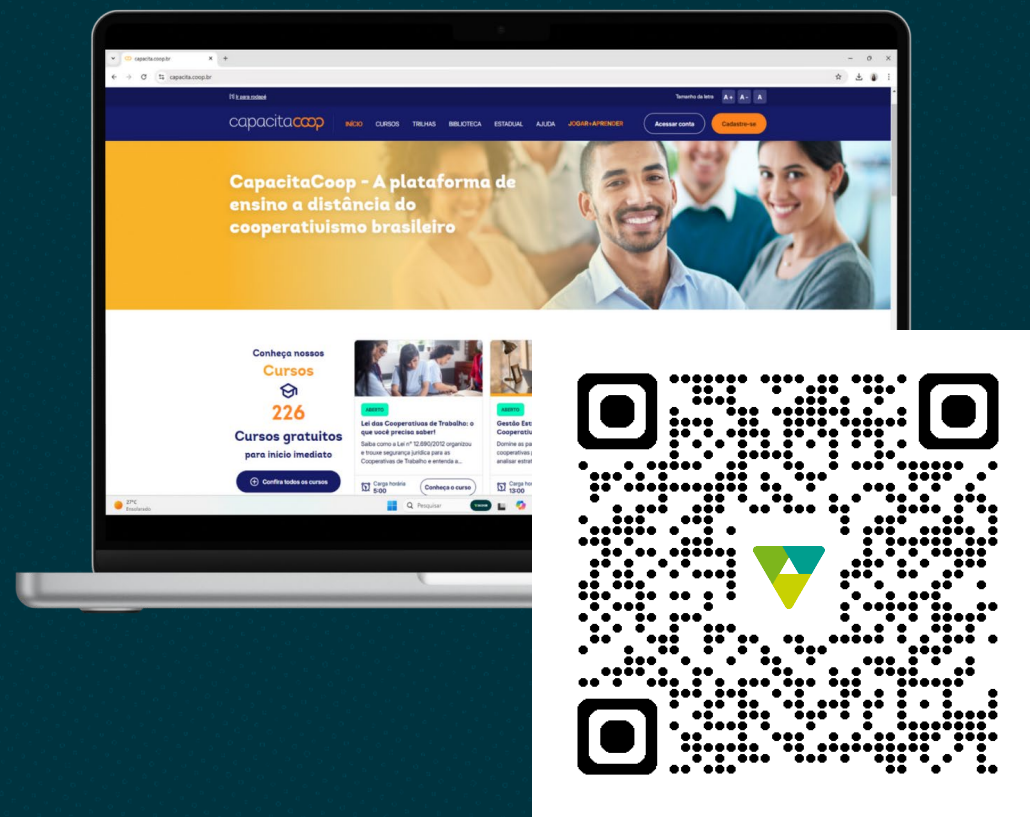 capacita.coop.br
capacita.coop.br
Ir para rodapé
Tamanho da letra A+ A- A
capacitacoop
INÍCIO CURSOS TRILHAS BIBLIOTECA ESTADUAL AJUDA JOGAR+APRENDER
Acessar conta Cadastre-se
CapacitaCoop - A plataforma de
ensino a distância do
cooperativismo brasileiro
Conheça nossos
Cursos
226
Cursos gratuitos
para início imediato
Confira todos os cursos
ABERTO
Lei das Cooperativas de Trabalho: o
que você precisa saber!
Saiba como a Lei nº 12.690/2012 organizou
e trouxe segurança jurídica para as
Cooperativas de Trabalho e entenda a...
Carga horária
5:00
Conheça o curso
ABERTO
Gestão Est
Cooperativ
Domine as pa
cooperativas
analisar estrat
Carga ho
13:00
27°C
Ensolarado
Pesquisar